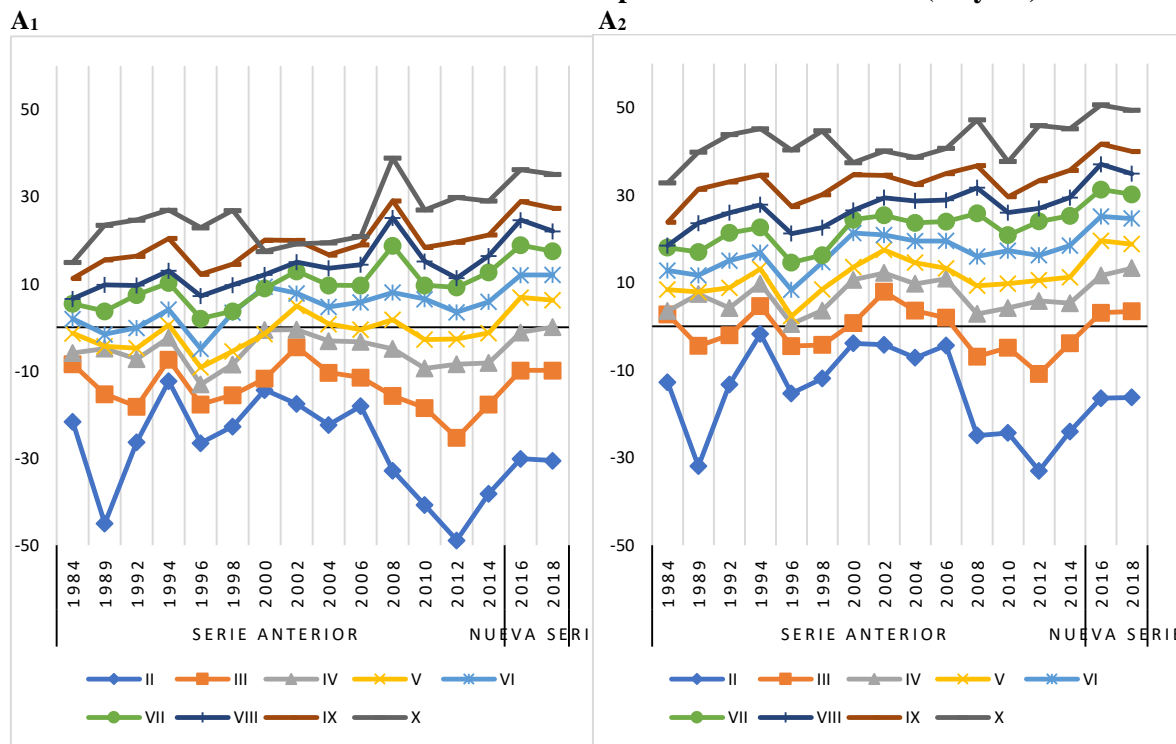 A1
A2
50
30
10
-10
-30
-50
1984
1989
1992
1994
1996
1998
2000
2002
2004
2006
2008
2010
2012
2014
2016
2018
SERIE ANTERIOR
NUEVA SERI
II
III
IV
V
VI
VII
VIII
IX
X
50
30
10
-10
-30
-50
1984
1989
1992
1994
1996
1998
2000
2002
2004
2006
2008
2010
2012
2014
2016
2018
SERIE ANTERIOR
NUEVA SERIE
II
III
IV
V
VI
VII
VIII
IX
X